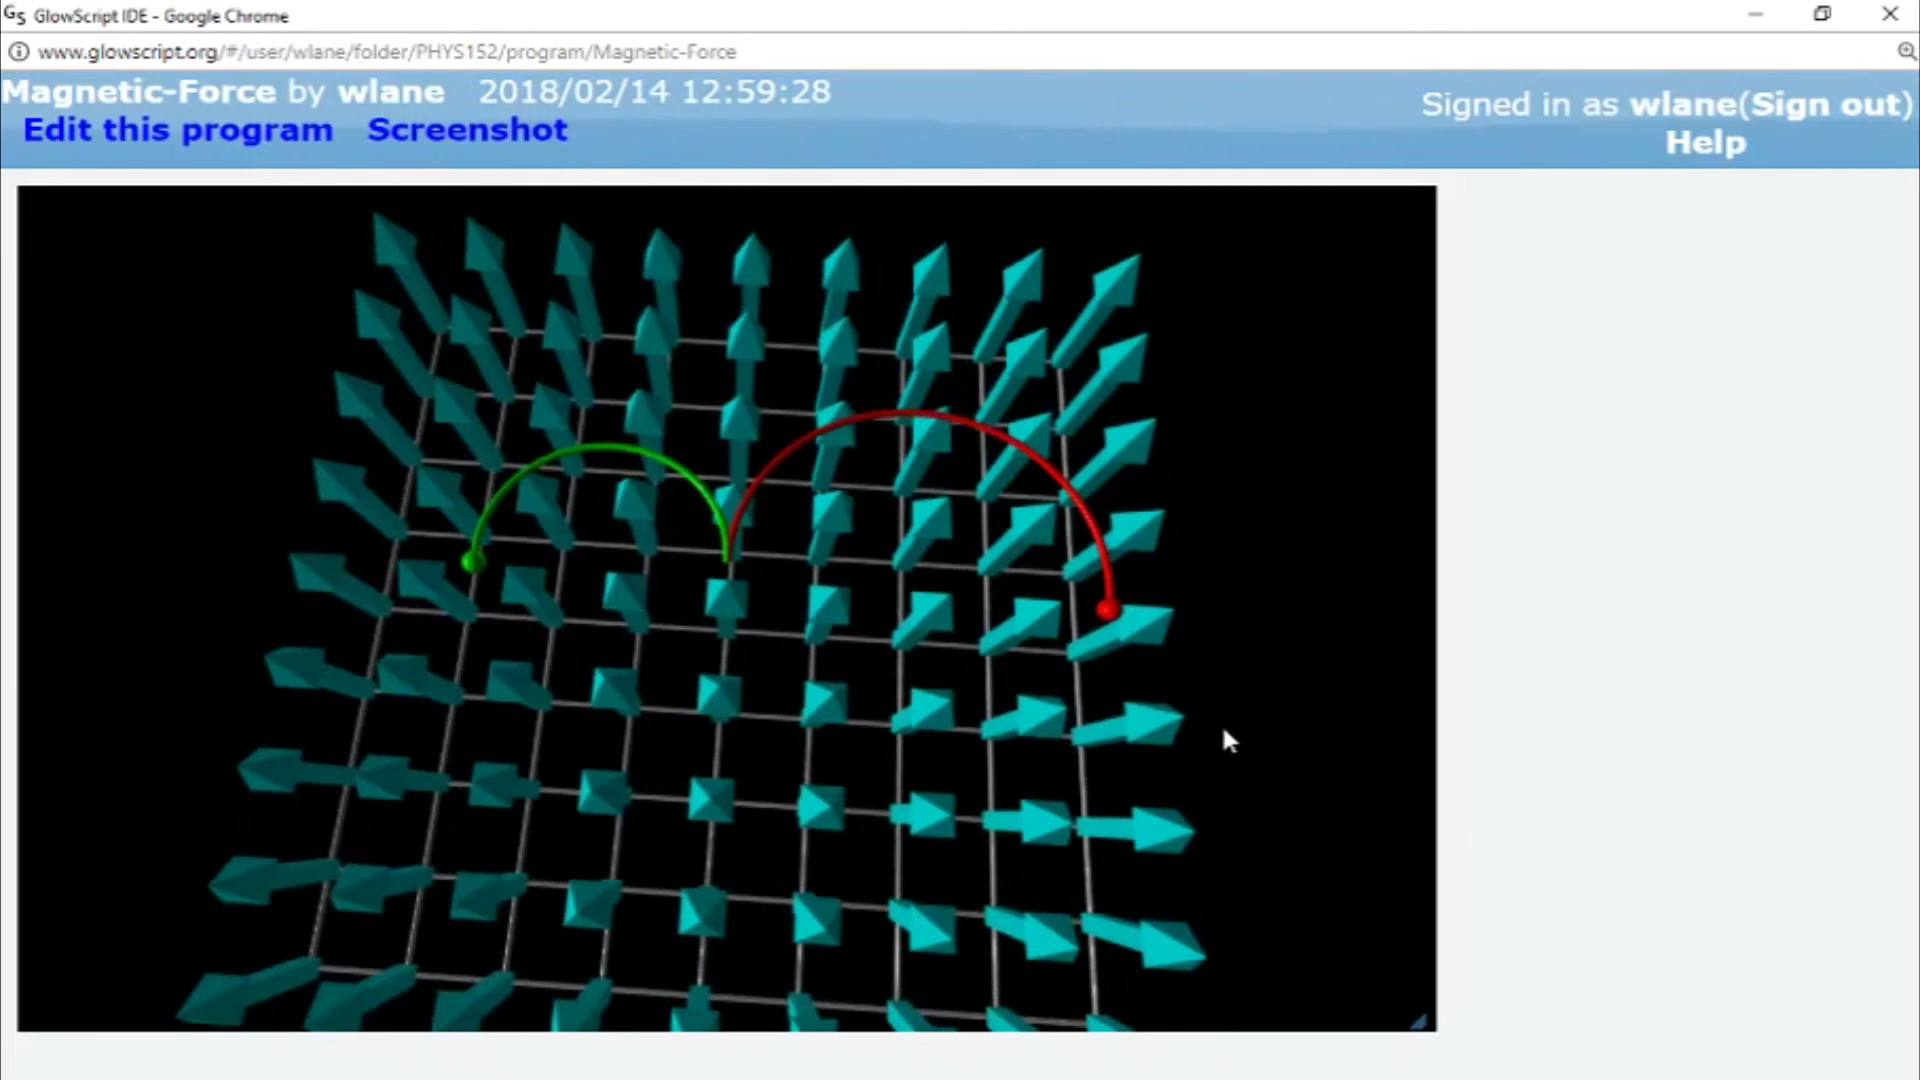 GlowScript IDE - Google Chrome
www.glowscript.org/#/user/wlane/folder/PHYS152/program/Magnetic-Force
Magnetic-Force by wlane 2018/02/14 12:59:28
Signed in as wlane(Sign out)
Edit this program Screenshot
Help